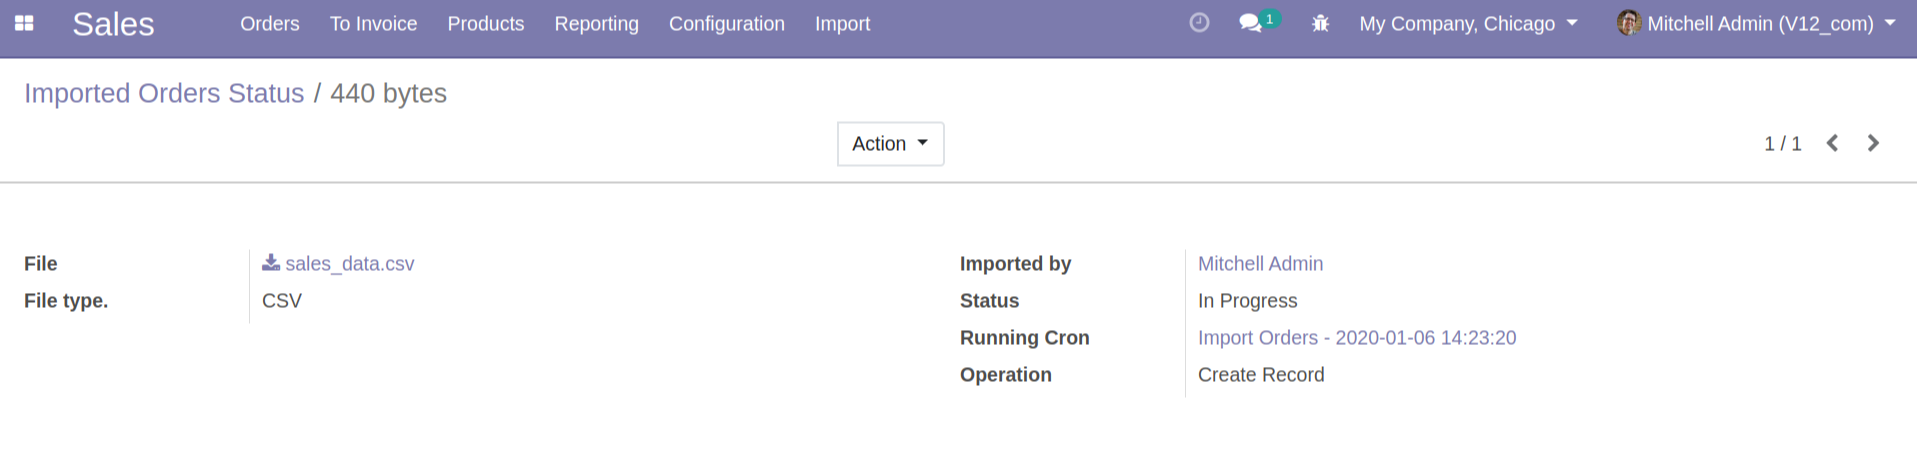 Sales Orders To Invoice Products Reporting Configuration Import 1 My Company, Chicago Mitchell Admin (V12_com)
Imported Orders Status / 440 bytes
Action 1 / 1
File sales_data.csv Imported by Mitchell Admin
File type. CSV Status In Progress
Running Cron Import Orders - 2020-01-06 14:23:20
Operation Create Record